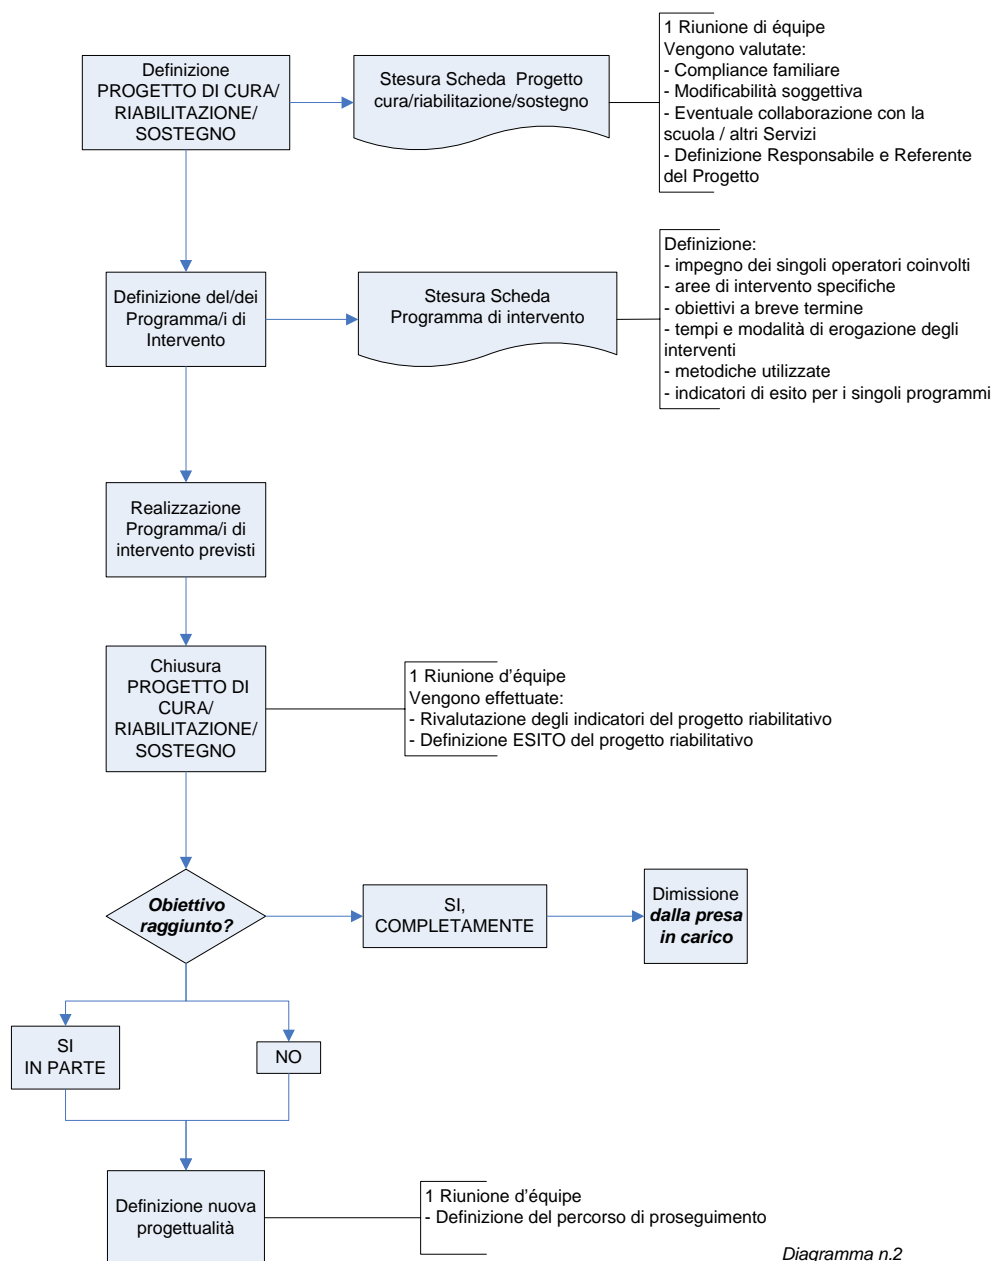 Definizione
PROGETTO DI CURA/
RIABILITAZIONE/
SOSTEGNO
Stesura Scheda  Progetto
cura/riabilitazione/sostegno
1 Riunione di équipe
Vengono valutate:
- Compliance familiare
- Modificabilità soggettiva
- Eventuale collaborazione con la
scuola / altri Servizi
- Definizione Responsabile e Referente
del Progetto
Definizione del/dei
Programma/i di
Intervento
Stesura Scheda
Programma di intervento
Definizione:
- impegno dei singoli operatori coinvolti
- aree di intervento specifiche
- obiettivi a breve termine
- tempi e modalità di erogazione degli
interventi
- metodiche utilizzate
- indicatori di esito per i singoli programmi
Realizzazione
Programma/i di
intervento previsti
Chiusura
PROGETTO DI
CURA/
RIABILITAZIONE/
SOSTEGNO
1 Riunione d'équipe
Vengono effettuate:
- Rivalutazione degli indicatori del progetto riabilitativo
- Definizione ESITO del progetto riabilitativo
Obiettivo
raggiunto?
SI,
COMPLETAMENTE
Dimissione
dalla presa
in carico
SI
IN PARTE
NO
Definizione nuova
progettualità
1 Riunione d'équipe
- Definizione del percorso di proseguimento
Diagramma n.2